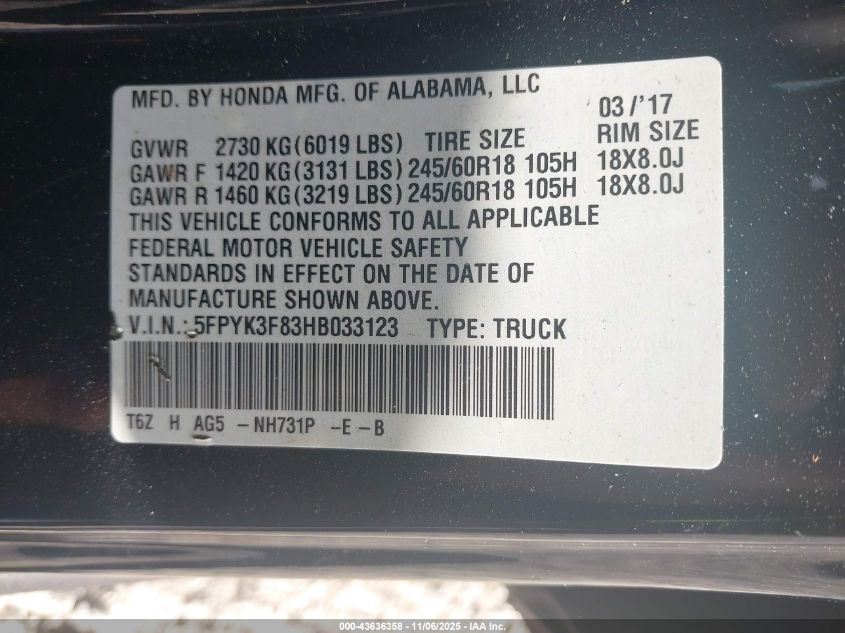 MFD. BY HONDA MFG. OF ALABAMA, LLC
03 /'17
GVWR 2730 KG(6019 LBS) TIRE SIZE RIM SIZE
GAWR F 1420 KG(3131 LBS) 245/60R18 105H 18X8.0J
GAWR R 1460 KG(3219 LBS) 245/60R18 105H 18X8.0J
THIS VEHICLE CONFORMS TO ALL APPLICABLE
FEDERAL MOTOR VEHICLE SAFETY
STANDARDS IN EFFECT ON THE DATE OF
MANUFACTURE SHOWN ABOVE.
V.I.N.: 5FPYK3F83HB033123 TYPE: TRUCK
T6Z H AG5 - NH731P - E - B
000-43636358 - 11/06/2025 - IAA Inc.